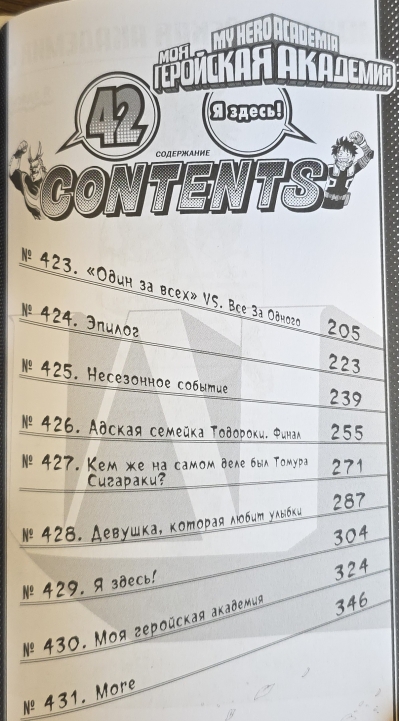 MY HERO ACADEMIA
МОЯ
ГЕРОЙСКАЯ АКАДЕМИЯ
42
Я здесь!
СОДЕРЖАНИЕ
CONTENTS
№ 423. «Один за всех» VS. Все За Одного 205
№ 424. Эпилог 223
№ 425. Несезонное событие 239
№ 426. Адская семейка Тодороки. Финал 255
№ 427. Кем же на самом деле был Томура 271
Сигараки?
№ 428. Девушка, которая любит улыбки 287
№ 429. Я здесь! 304
№ 430. Моя геройская академия 324
№ 431. More 346